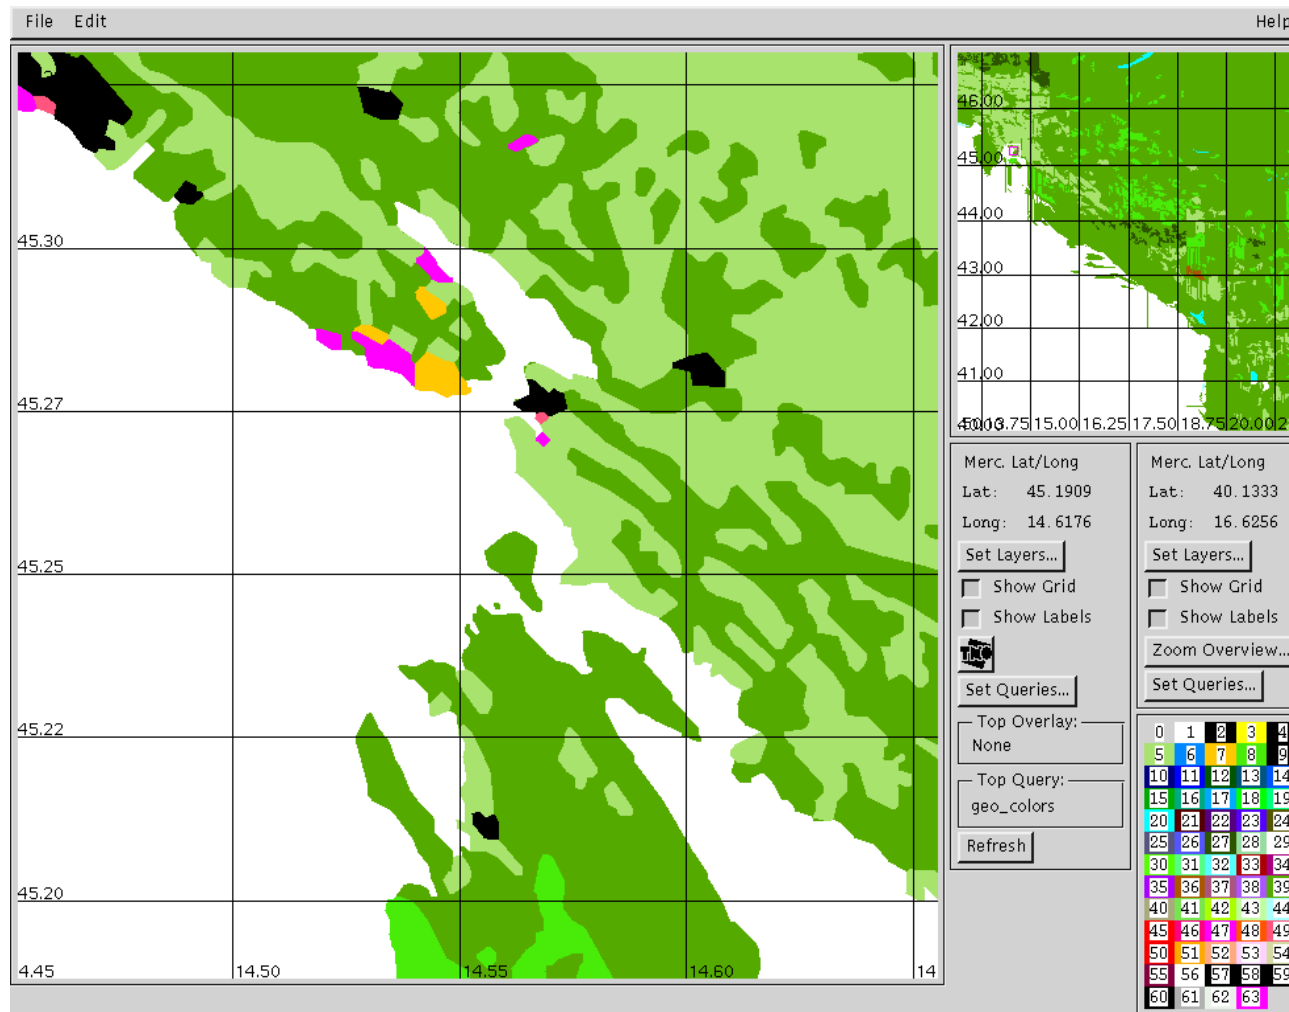 File Edit Help
45.30
45.27
45.25
45.22
45.20
4.45 14.50 14.55 14.60 14
46.00
45.00
44.00
43.00
42.00
41.00
13.75 15.00 16.25 17.50 18.75 20.00 2
Merc. Lat/Long
Lat: 45.1909
Long: 14.6176
Set Layers...
Show Grid
Show Labels
TNO
Set Queries...
Top Overlay:
None
Top Query:
geo_colors
Refresh
Merc. Lat/Long
Lat: 40.1333
Long: 16.6256
Set Layers...
Show Grid
Show Labels
Zoom Overview...
Set Queries...
0 1 2 3 4
5 6 7 8 9
10 11 12 13 14
15 16 17 18 19
20 21 22 23 24
25 26 27 28 29
30 31 32 33 34
35 36 37 38 39
40 41 42 43 44
45 46 47 48 49
50 51 52 53 54
55 56 57 58 59
60 61 62 63